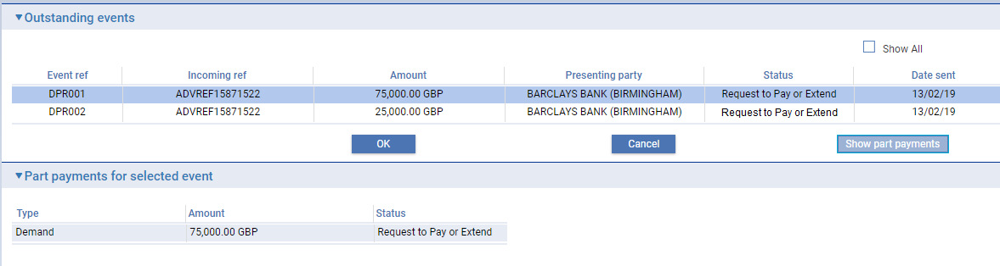 Outstanding events
Show All
Event ref Incoming ref Amount Presenting party Status Date sent
DPR001 ADVREF15871522 75,000.00 GBP BARCLAYS BANK (BIRMINGHAM) Request to Pay or Extend 13/02/19
DPR002 ADVREF15871522 25,000.00 GBP BARCLAYS BANK (BIRMINGHAM) Request to Pay or Extend 13/02/19
OK Cancel Show part payments
Part payments for selected event
Type Amount Status
Demand 75,000.00 GBP Request to Pay or Extend